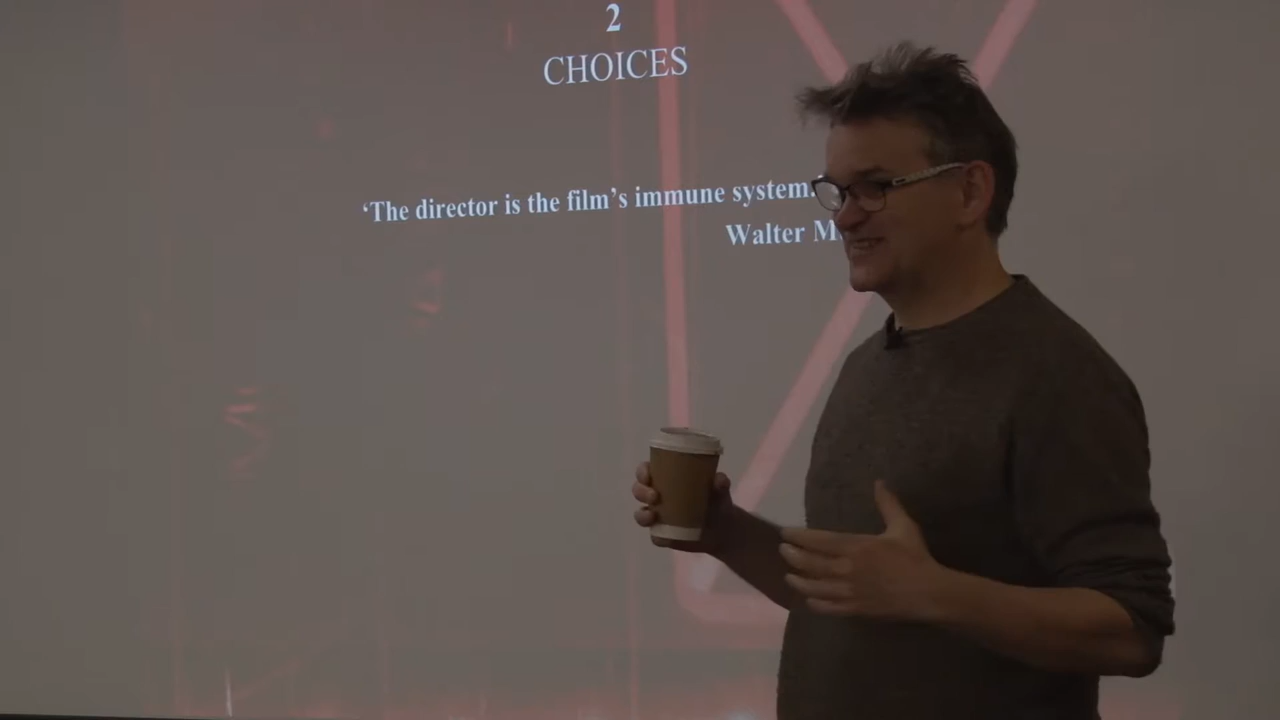 2
CHOICES
‘The director is the film’s immune system.
Walter